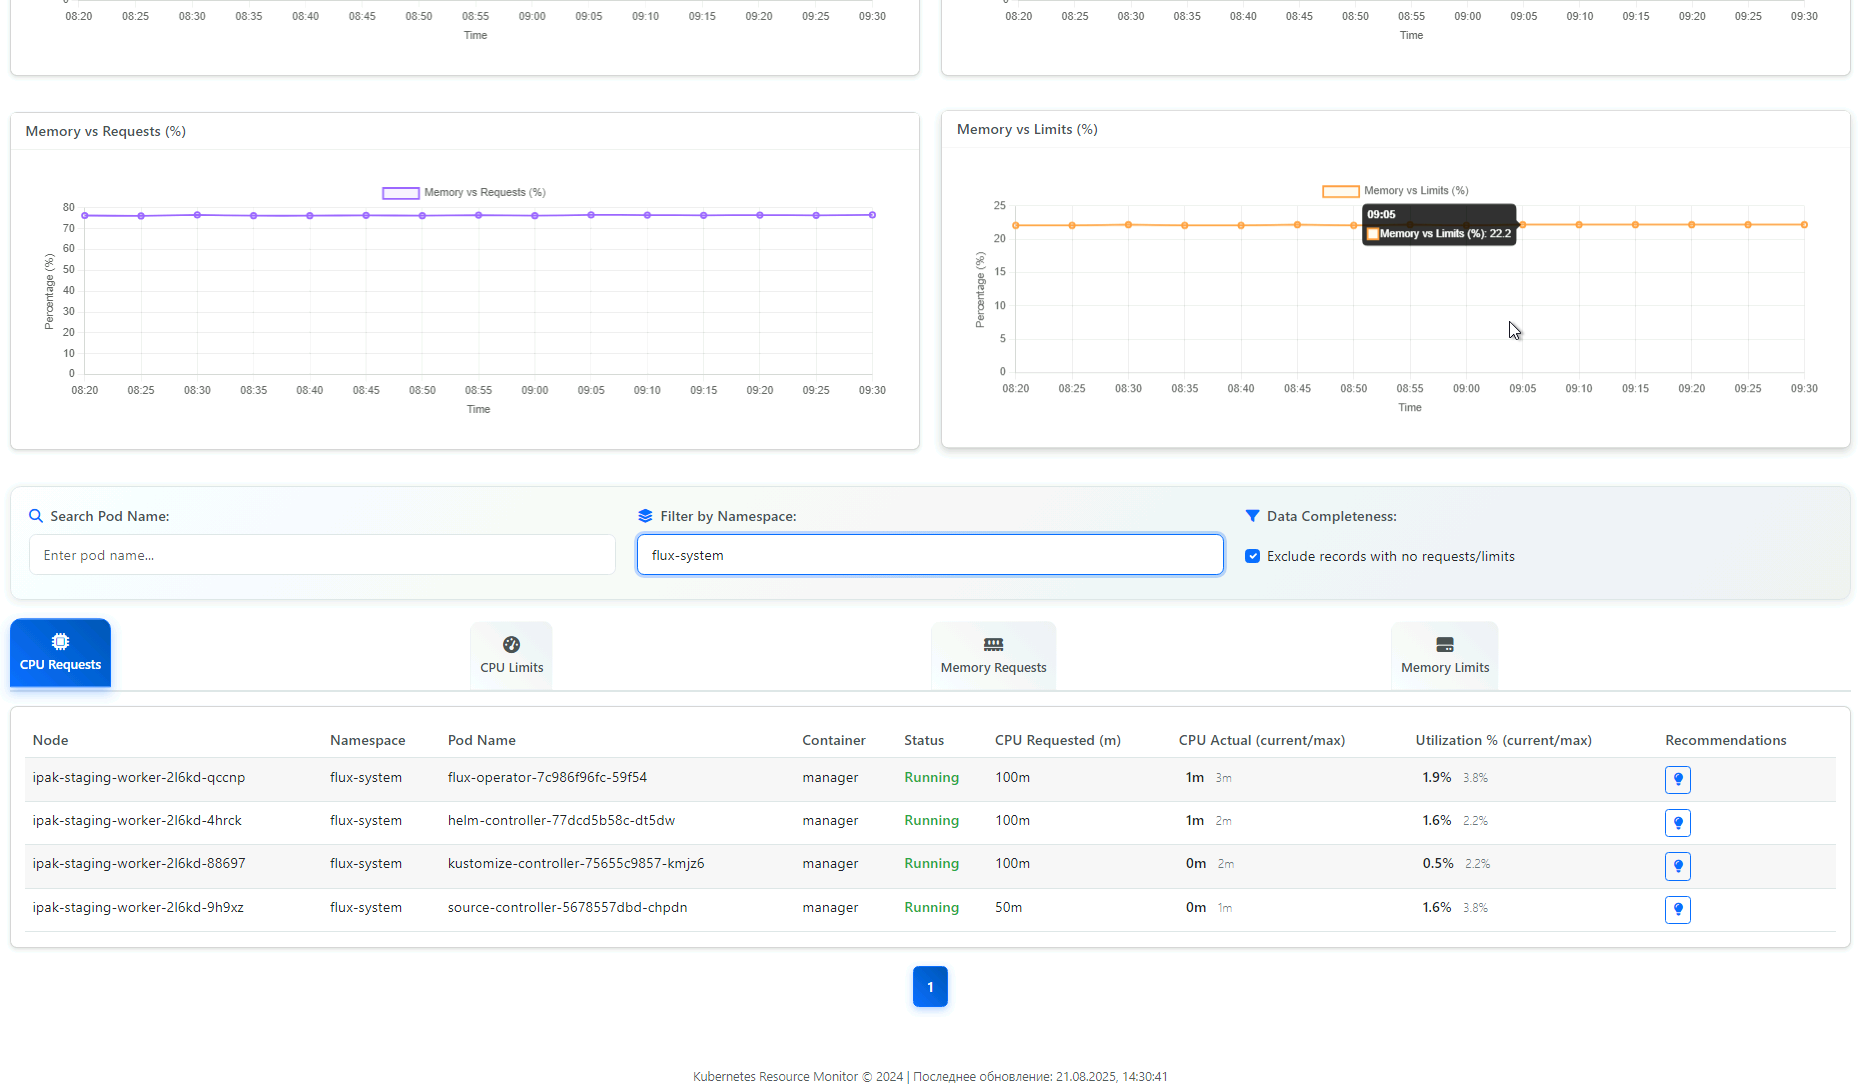 0
08:20 08:25 08:30 08:35 08:40 08:45 08:50 08:55 09:00 09:05 09:10 09:15 09:20 09:25 09:30
Time
0
08:20 08:25 08:30 08:35 08:40 08:45 08:50 08:55 09:00 09:05 09:10 09:15 09:20 09:25 09:30
Time
Memory vs Requests (%)
Memory vs Requests (%)
Percentage (%)
80
70
60
50
40
30
20
10
0
08:20 08:25 08:30 08:35 08:40 08:45 08:50 08:55 09:00 09:05 09:10 09:15 09:20 09:25 09:30
Time
Memory vs Limits (%)
Memory vs Limits (%)
Percentage (%)
25
20
15
10
5
0
09:05
Memory vs Limits (%): 22.2
08:20 08:25 08:30 08:35 08:40 08:45 08:50 08:55 09:00 09:05 09:10 09:15 09:20 09:25 09:30
Time
Search Pod Name:
Enter pod name...
Filter by Namespace:
flux-system
Data Completeness:
Exclude records with no requests/limits
CPU Requests
CPU Limits
Memory Requests
Memory Limits
Node Namespace Pod Name Container Status CPU Requested (m) CPU Actual (current/max) Utilization % (current/max) Recommendations
ipak-staging-worker-2l6kd-qccnp flux-system flux-operator-7c986f96fc-59f54 manager Running 100m 1m 3m 1.9% 3.8%
ipak-staging-worker-2l6kd-4hrck flux-system helm-controller-77dcd5b58c-dt5dw manager Running 100m 1m 2m 1.6% 2.2%
ipak-staging-worker-2l6kd-88697 flux-system kustomize-controller-75655c9857-kmjz6 manager Running 100m 0m 2m 0.5% 2.2%
ipak-staging-worker-2l6kd-9h9xz flux-system source-controller-5678557dbd-chpdn manager Running 50m 0m 1m 1.6% 3.8%
1
Kubernetes Resource Monitor © 2024 | Последнее обновление: 21.08.2025, 14:30:41